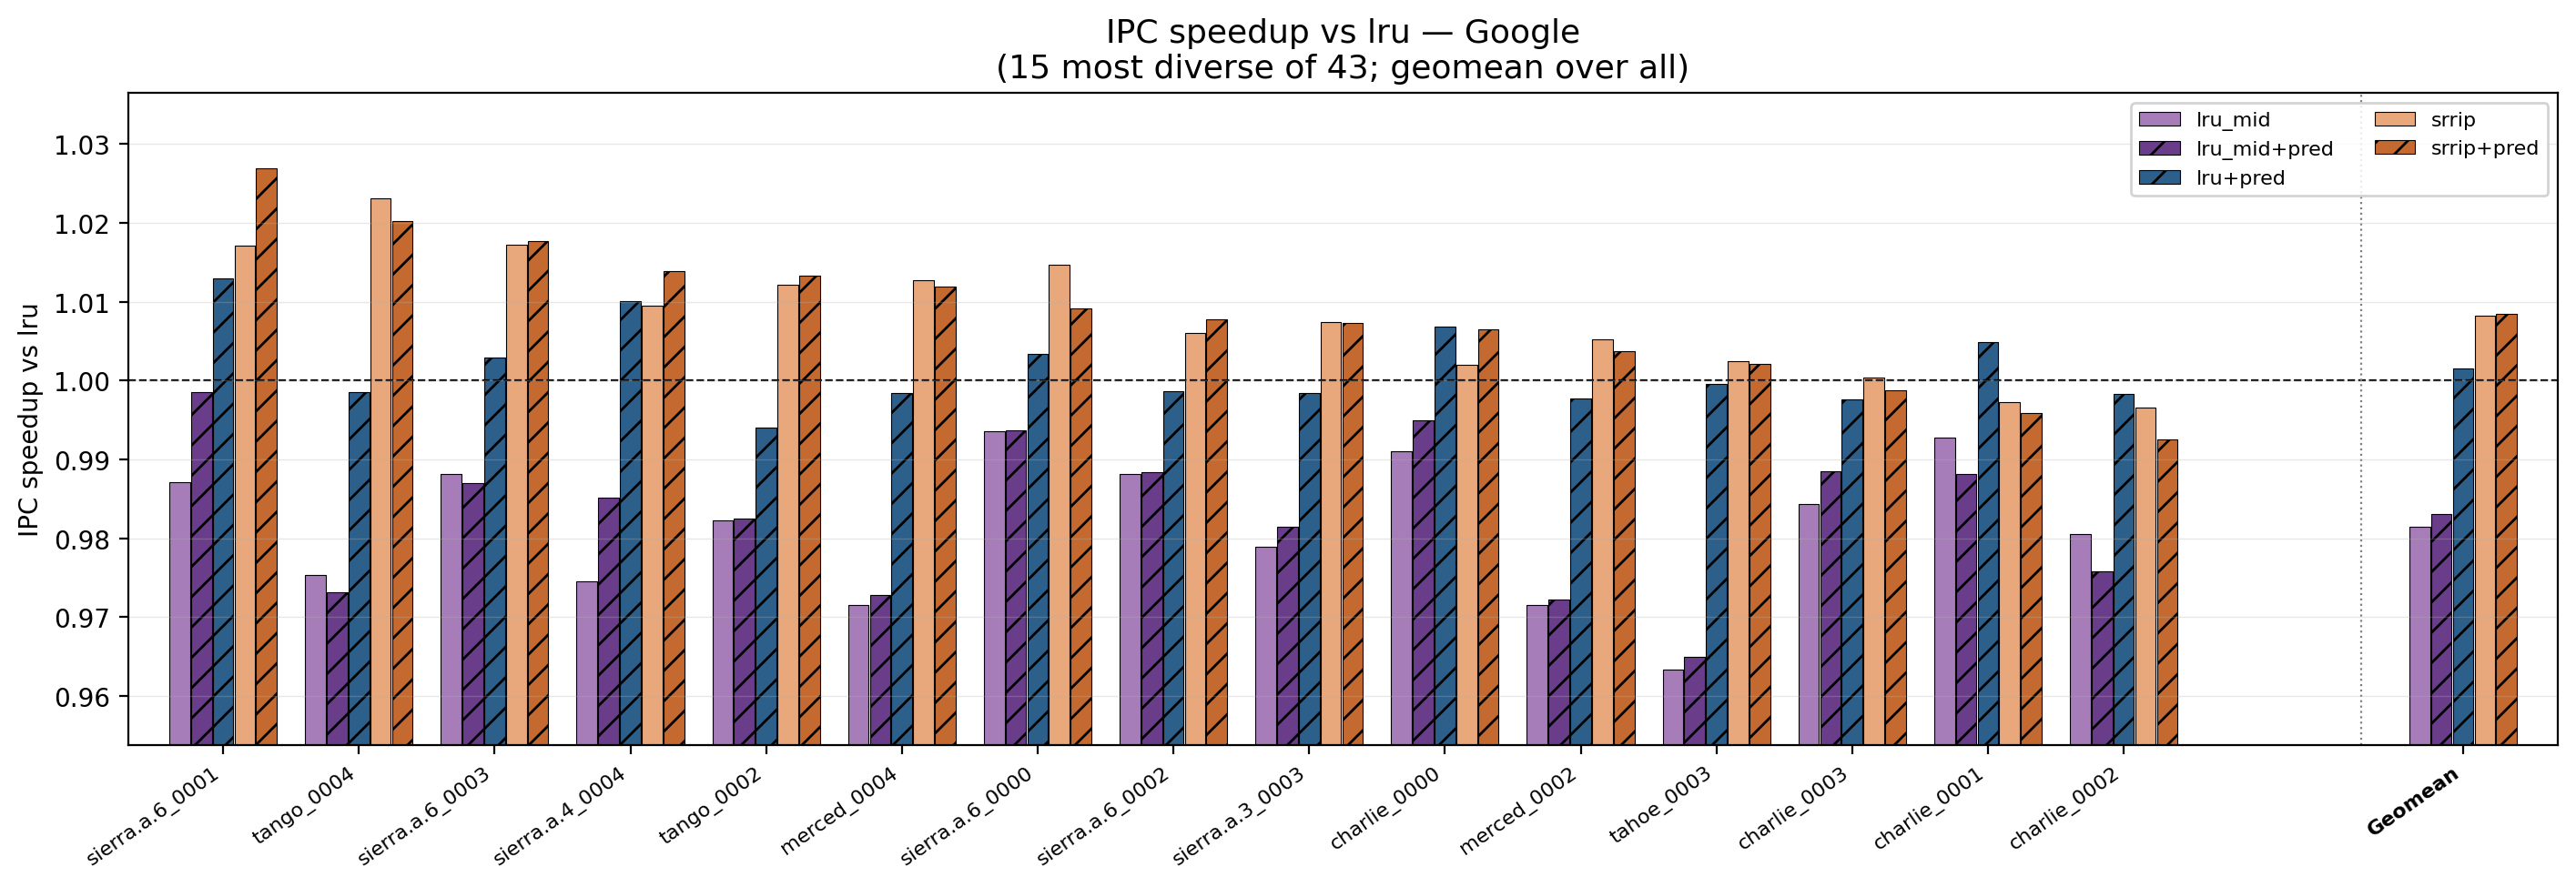 IPC speedup vs lru — Google
(15 most diverse of 43; geomean over all)
IPC speedup vs lru
1.03
1.02
1.01
1.00
0.99
0.98
0.97
0.96
lru_mid
lru_mid+pred
lru+pred
srrip
srrip+pred
sierra.a.6_0001
tango_0004
sierra.a.6_0003
sierra.a.4_0004
tango_0002
merced_0004
sierra.a.6_0000
sierra.a.6_0002
sierra.a.3_0003
charlie_0000
merced_0002
tahoe_0003
charlie_0003
charlie_0001
charlie_0002
Geomean